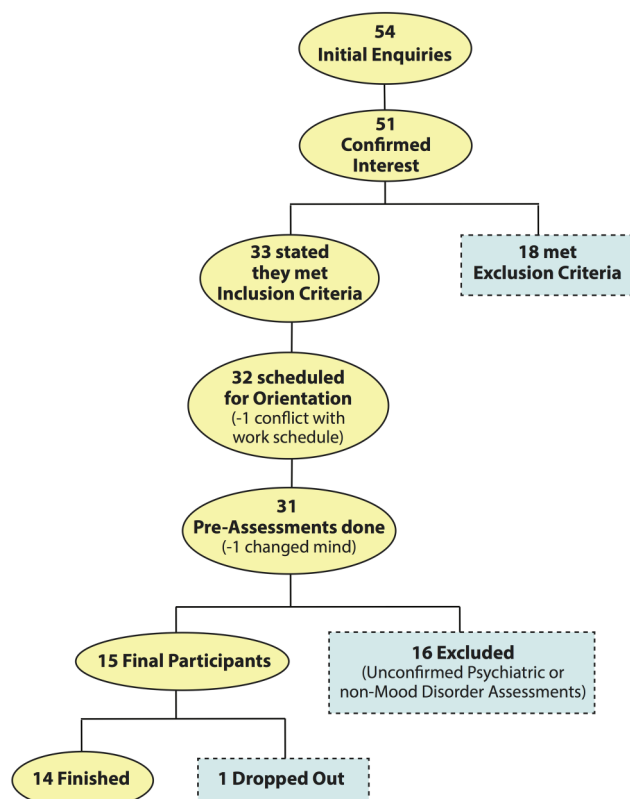 54
Initial Enquiries
51
Confirmed
Interest
33 stated
they met
Inclusion Criteria
18 met
Exclusion Criteria
32 scheduled
for Orientation
(-1 conflict with
work schedule)
31
Pre-Assessments done
(-1 changed mind)
15 Final Participants
16 Excluded
(Unconfirmed Psychiatric or
non-Mood Disorder Assessments)
14 Finished
1 Dropped Out